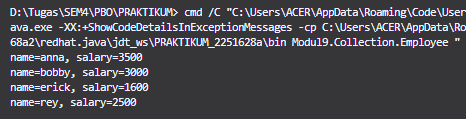 D:\Tugas\SEM4\PBO\PRAKTIKUM> cmd /C "C:\Users\ACER\AppData\Roaming\Code\User
ava.exe -XX:+ShowCodeDetailsInExceptionMessages -cp C:\Users\ACER\AppData\Roa
68a2\redhat.java\jdt_ws\PRAKTIKUM_2251628a\bin Modul9.Collection.Employee "
name=anna, salary=3500
name=bobby, salary=3000
name=erick, salary=1600
name=rey, salary=2500